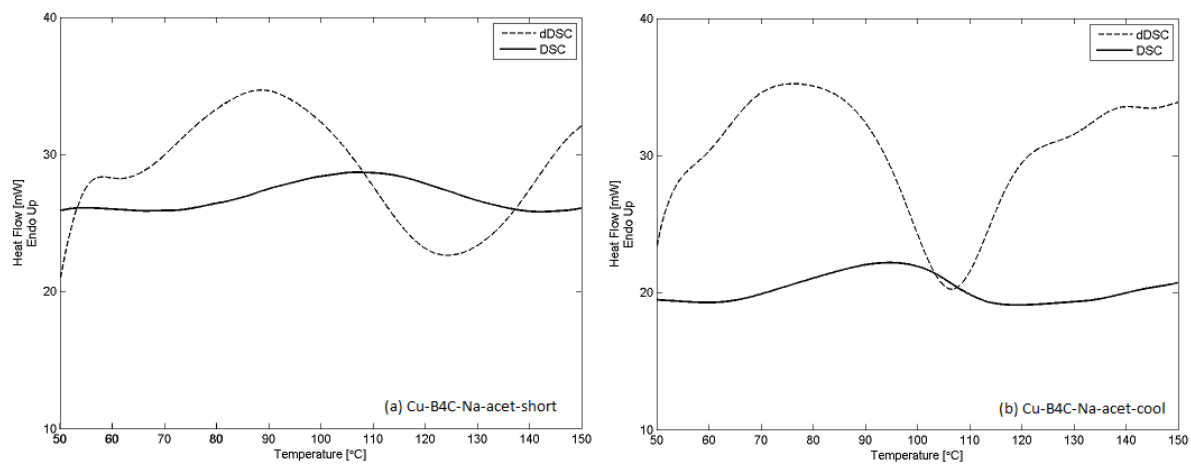 40
30
20
10
Heat Flow [mW]
Endo Up
dDSC
DSC
(a) Cu-B4C-Na-acet-short
50 60 70 80 90 100 110 120 130 140 150
Temperature [°C]
40
30
20
10
Heat Flow [mW]
Endo Up
dDSC
DSC
(b) Cu-B4C-Na-acet-cool
50 60 70 80 90 100 110 120 130 140 150
Temperature [°C]